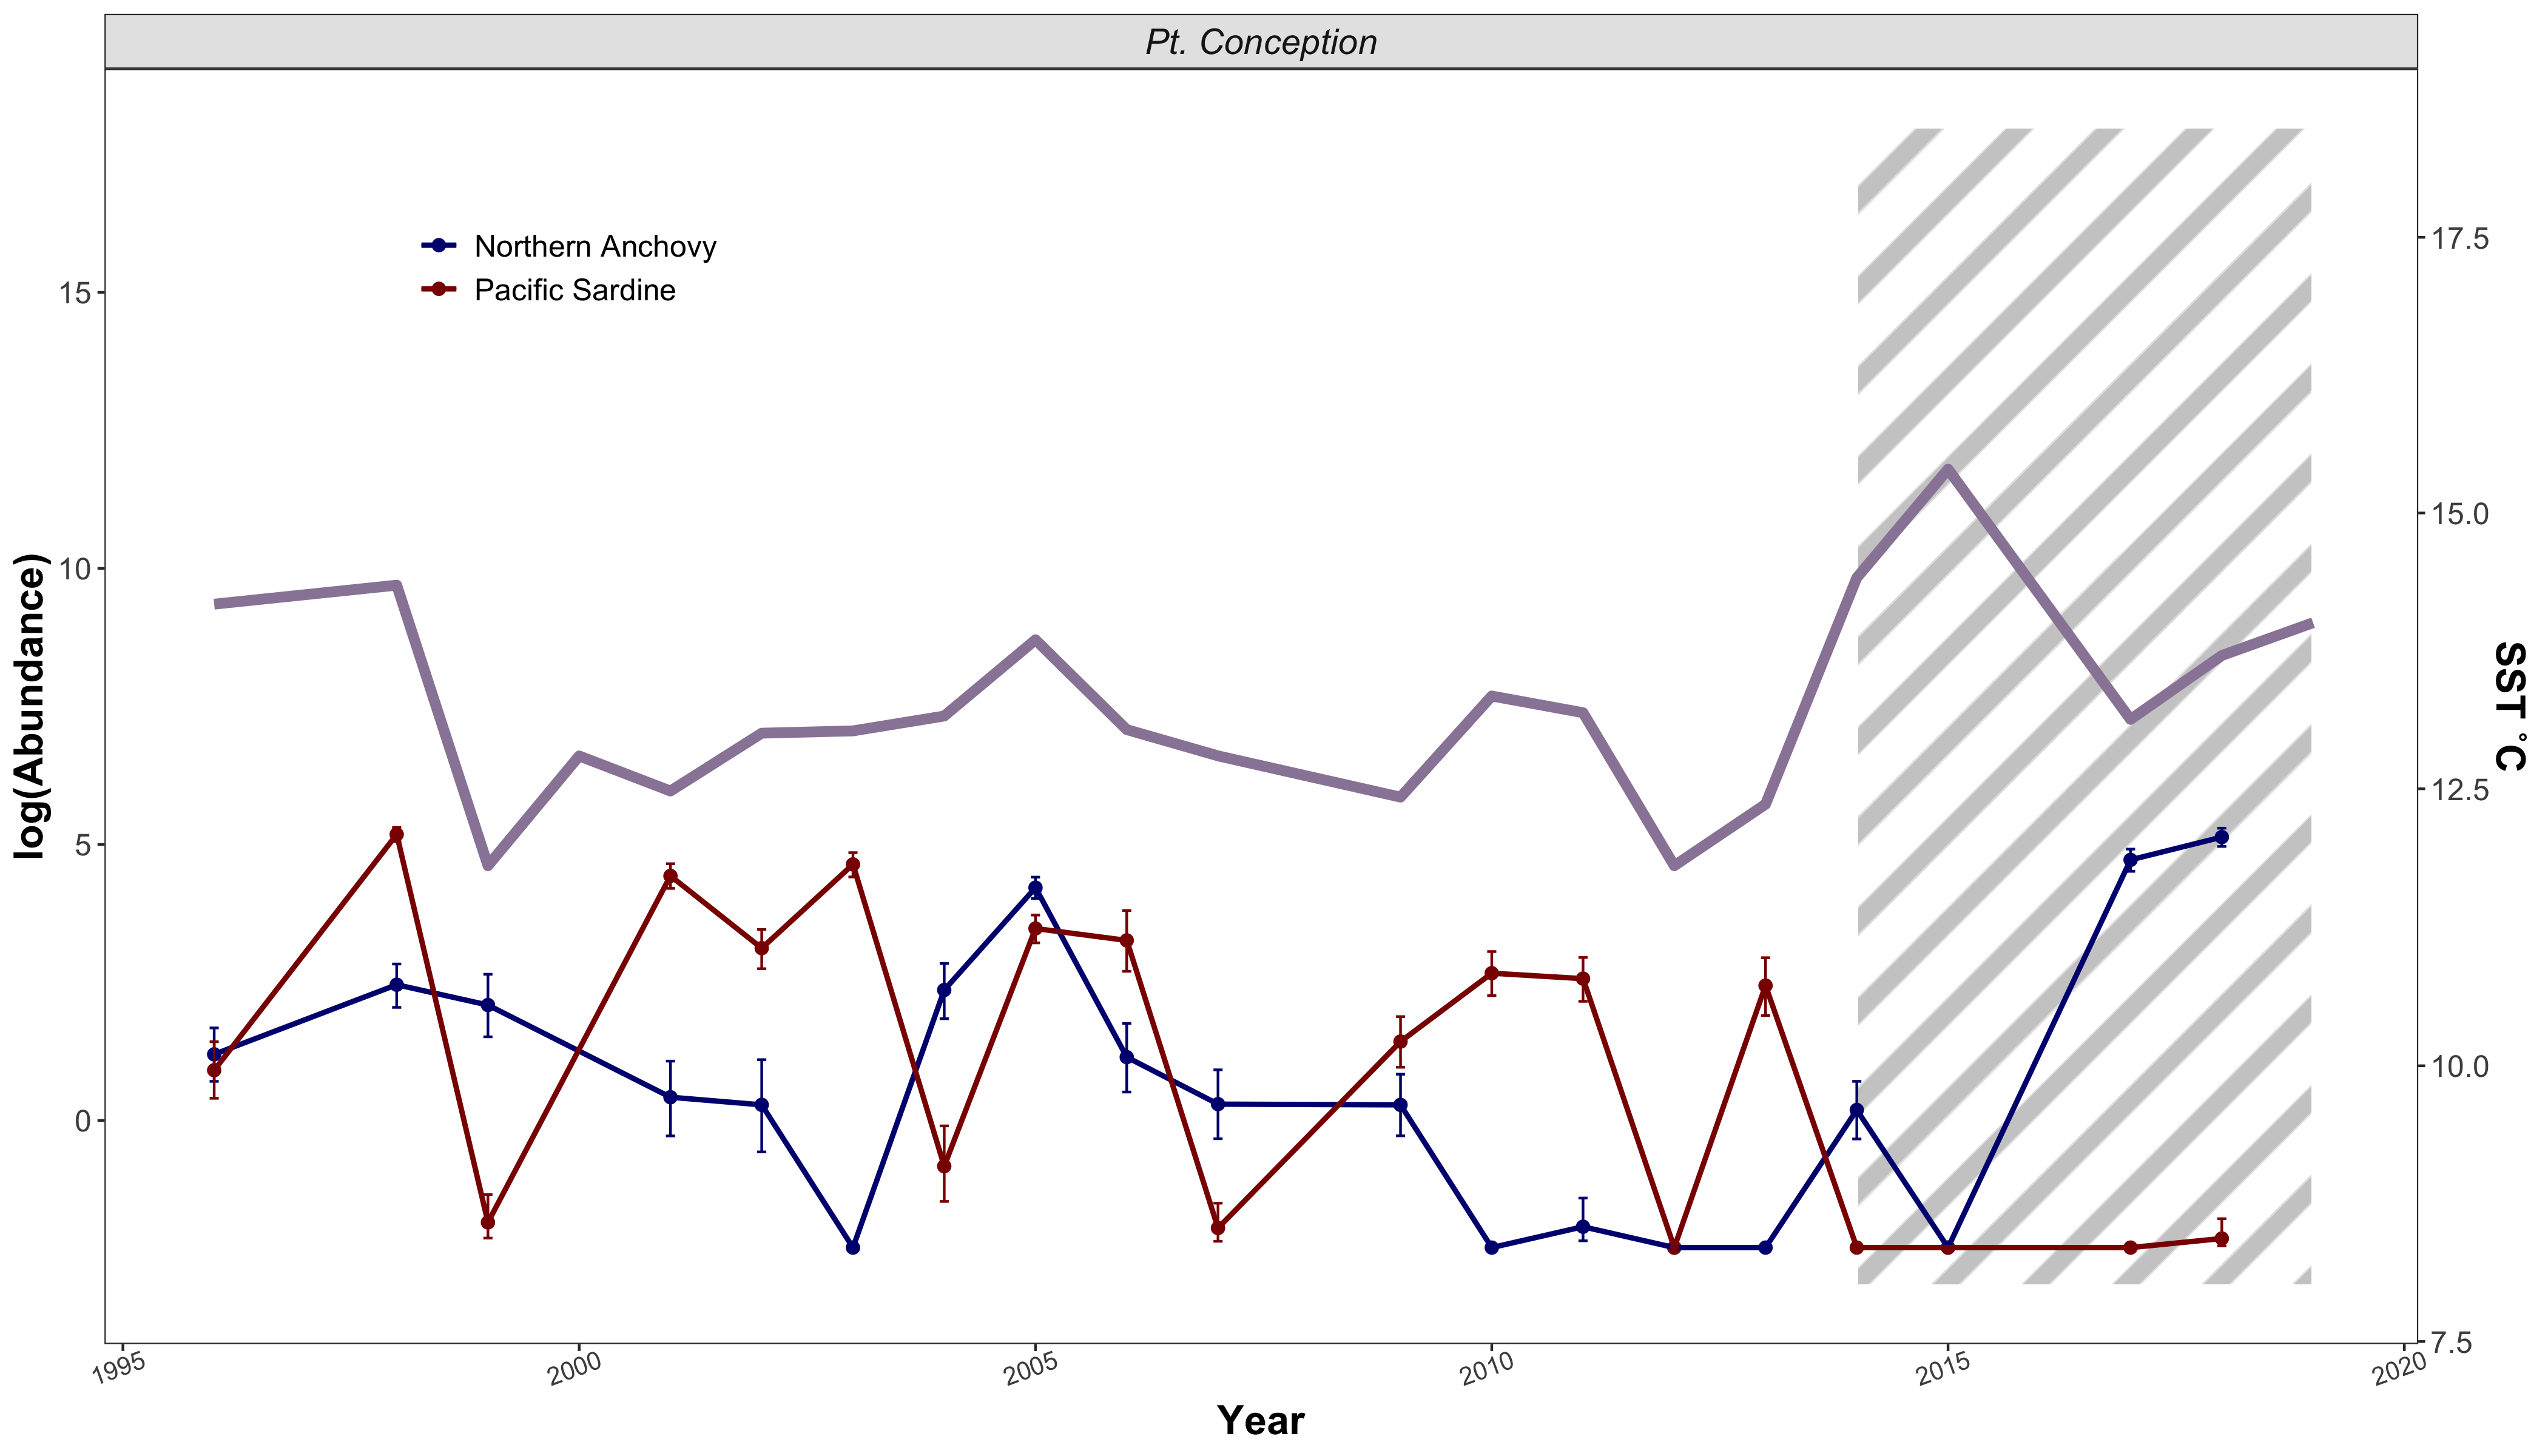 Pt. Conception
Northern Anchovy
Pacific Sardine
log(Abundance)
15
10
5
0
17.5
15.0
12.5
10.0
7.5
SST °C
1995
2000
2005
2010
2015
2020
Year